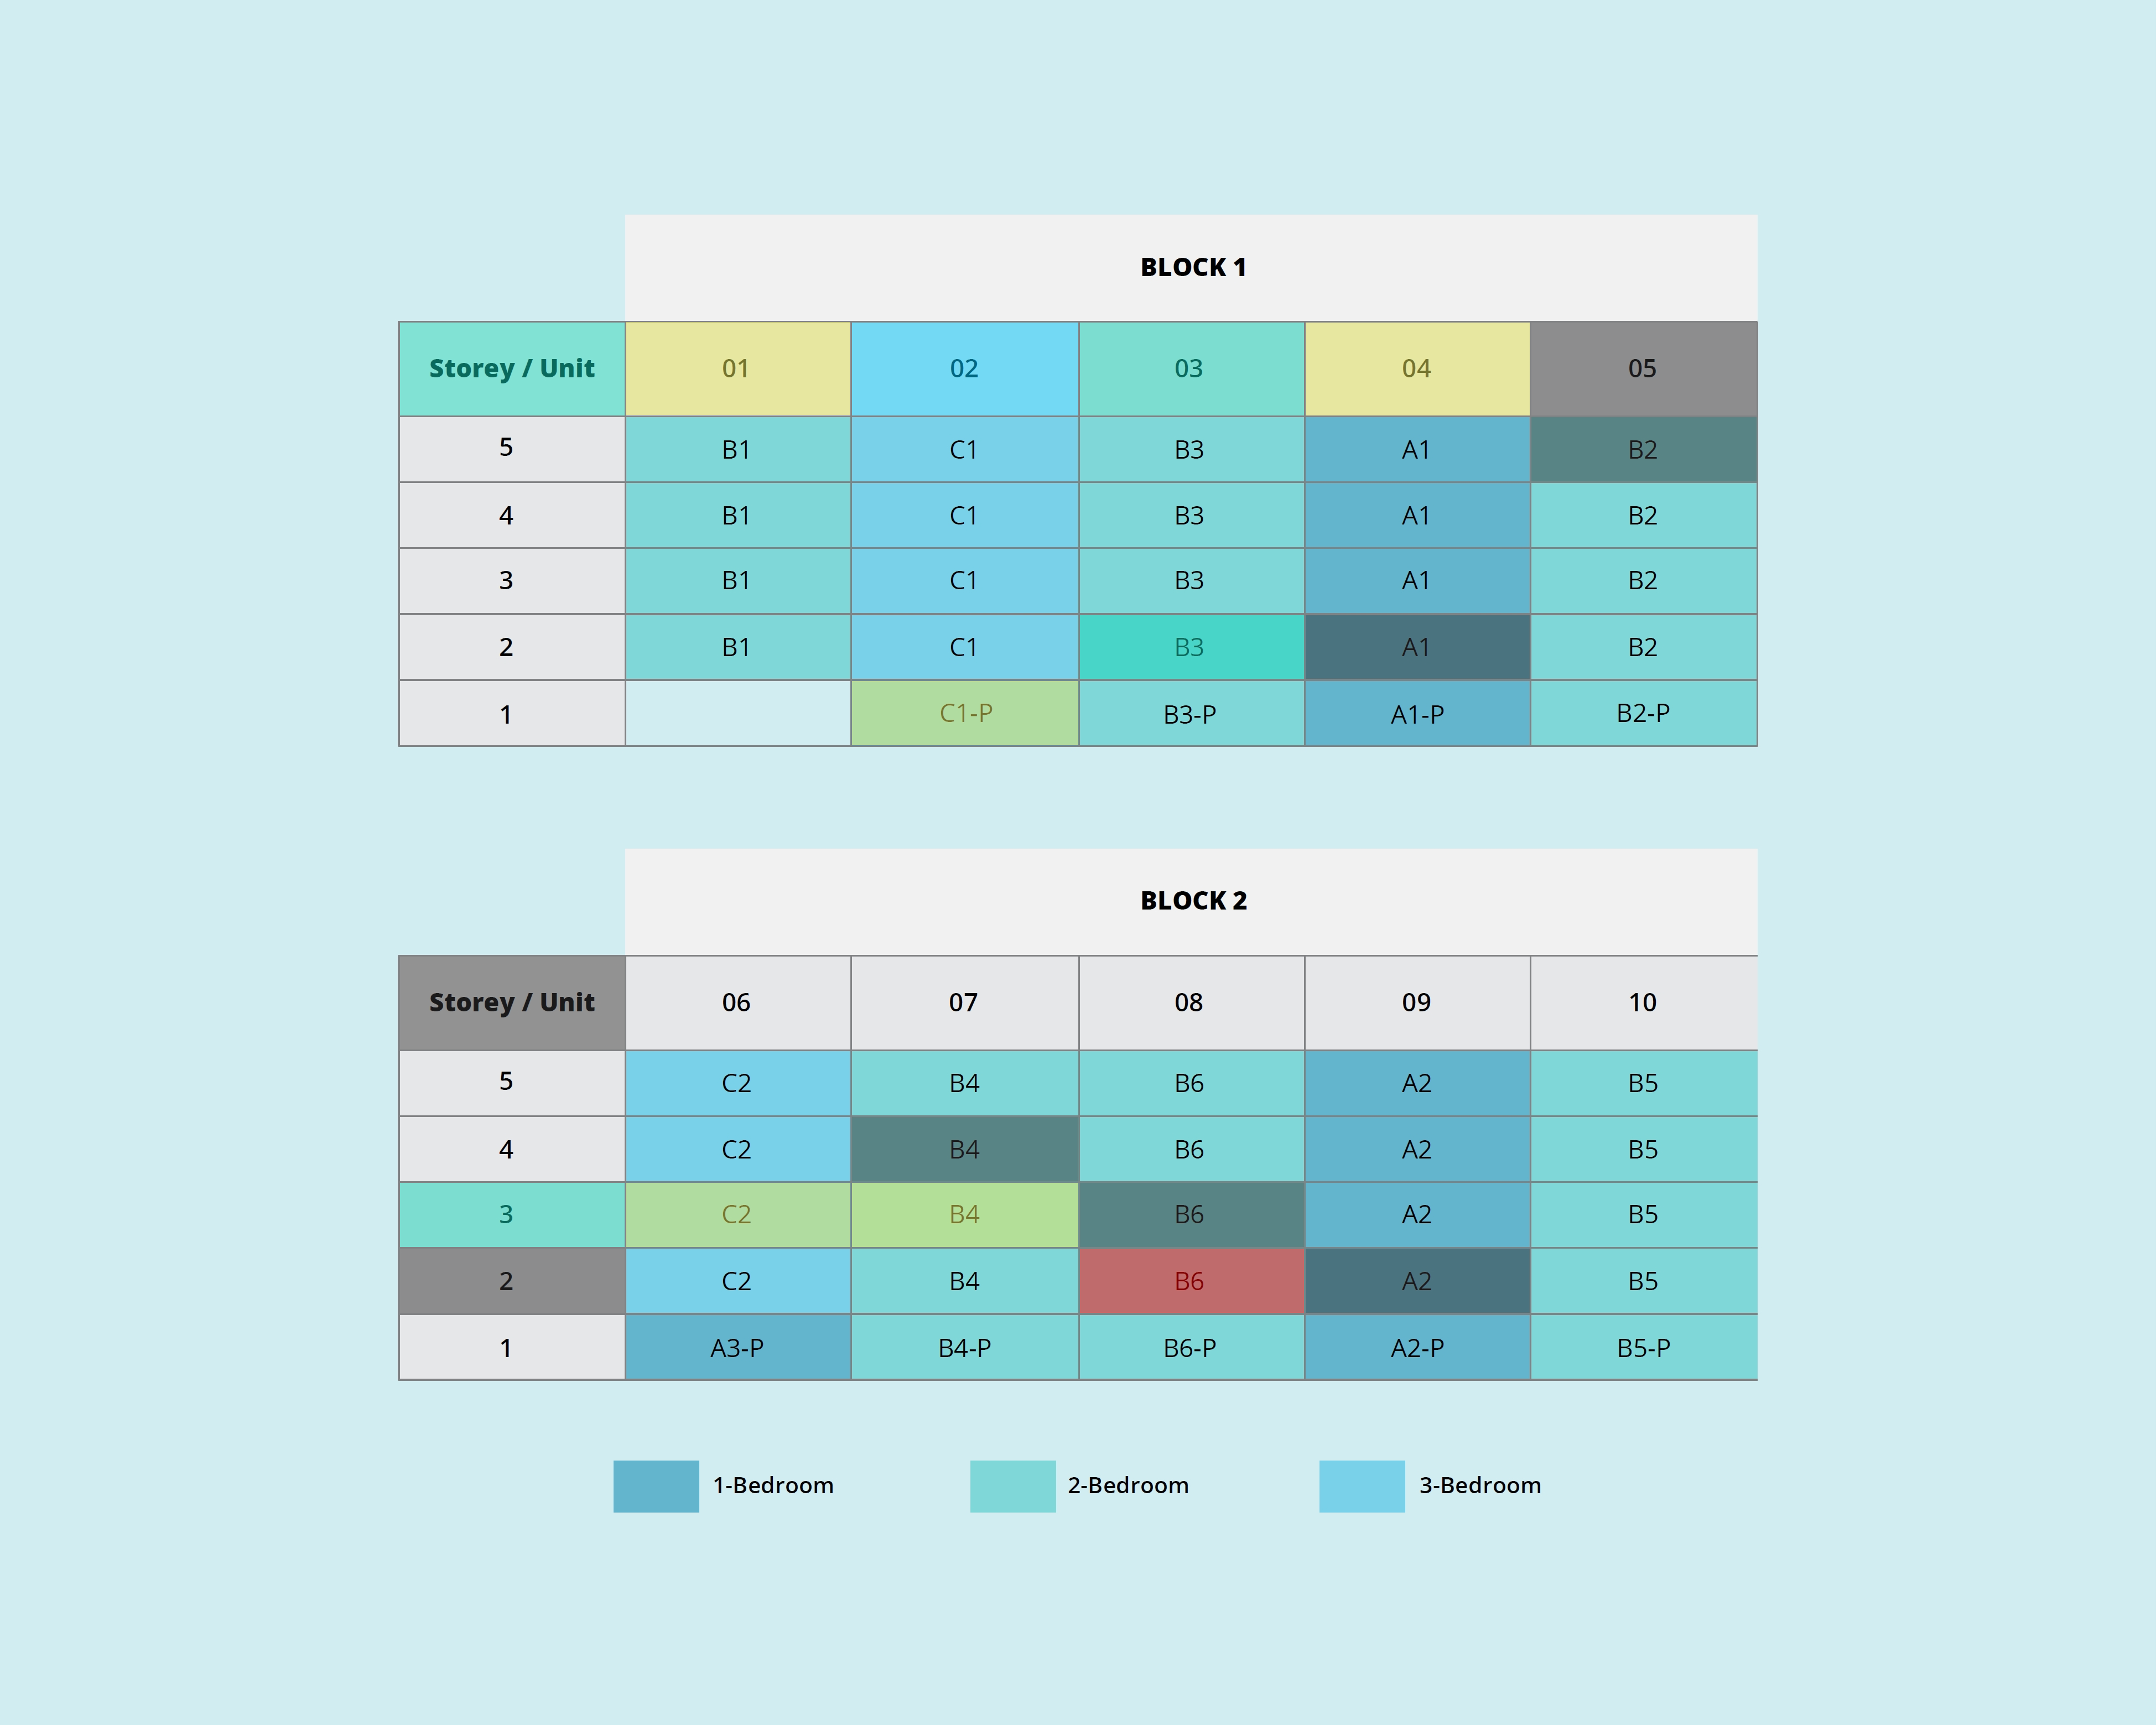 BLOCK 1
Storey / Unit 01 02 03 04 05
5 B1 C1 B3 A1 B2
4 B1 C1 B3 A1 B2
3 B1 C1 B3 A1 B2
2 B1 C1 B3 A1 B2
1 C1-P B3-P A1-P B2-P
BLOCK 2
Storey / Unit 06 07 08 09 10
5 C2 B4 B6 A2 B5
4 C2 B4 B6 A2 B5
3 C2 B4 B6 A2 B5
2 C2 B4 B6 A2 B5
1 A3-P B4-P B6-P A2-P B5-P
1-Bedroom 2-Bedroom 3-Bedroom